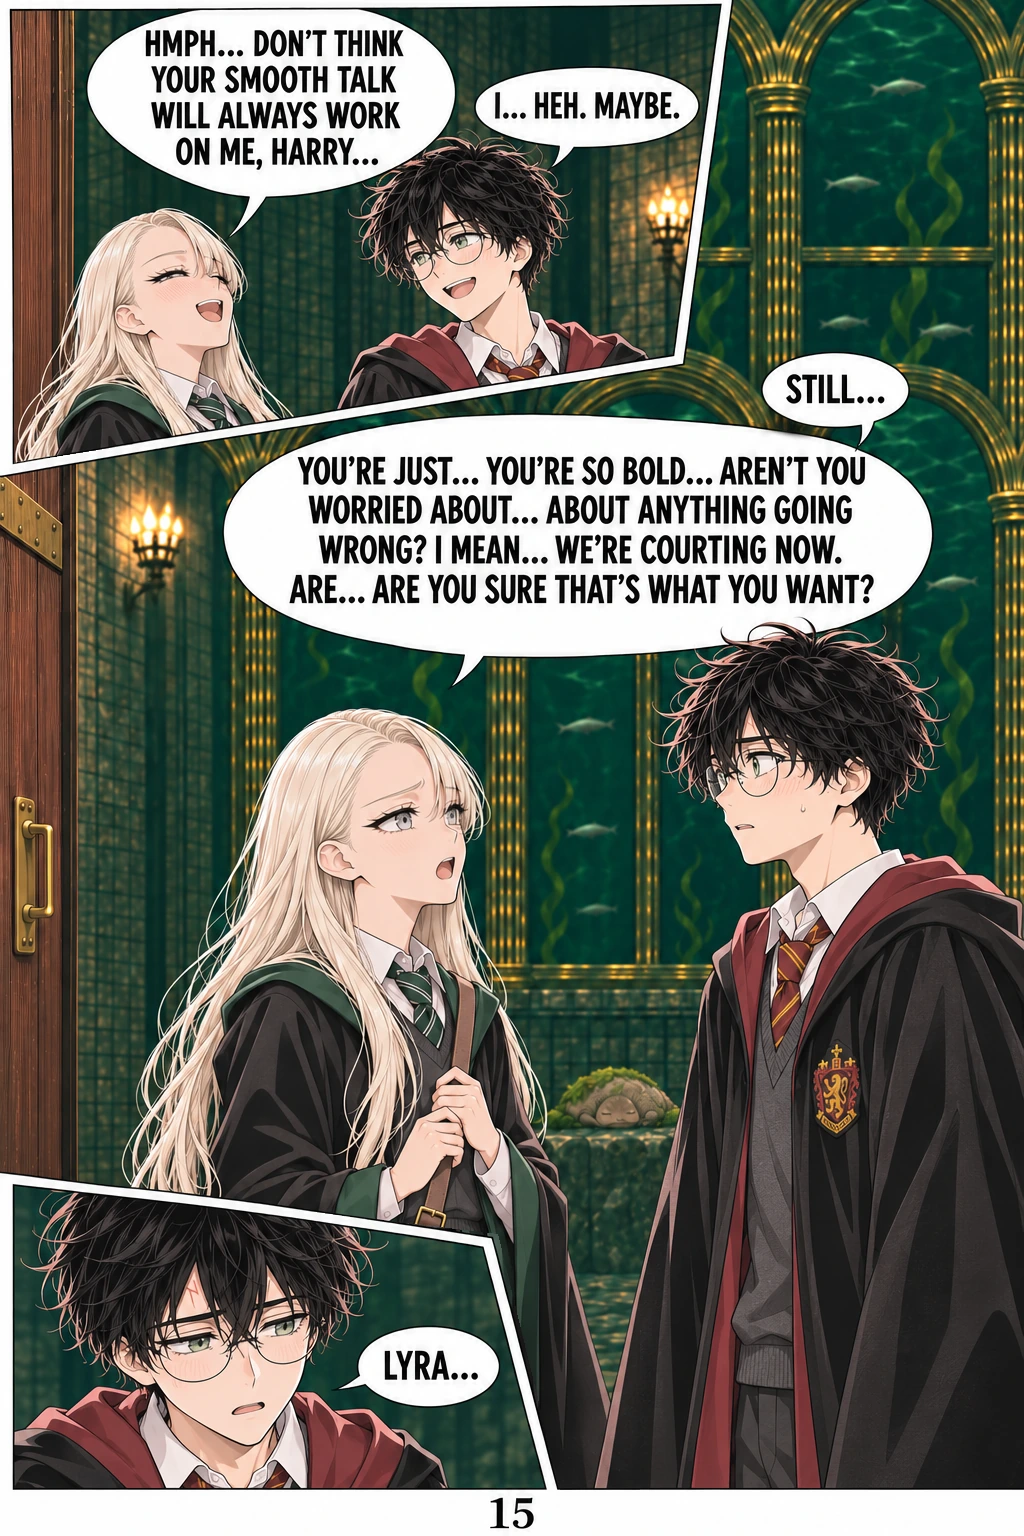 HMPH... DON'T THINK
YOUR SMOOTH TALK
WILL ALWAYS WORK
ON ME, HARRY...
I... HEH. MAYBE.
STILL...
YOU'RE JUST... YOU'RE SO BOLD... AREN'T YOU
WORRIED ABOUT... ABOUT ANYTHING GOING
WRONG? I MEAN... WE'RE COURTING NOW.
ARE... ARE YOU SURE THAT'S WHAT YOU WANT?
LYRA...
15